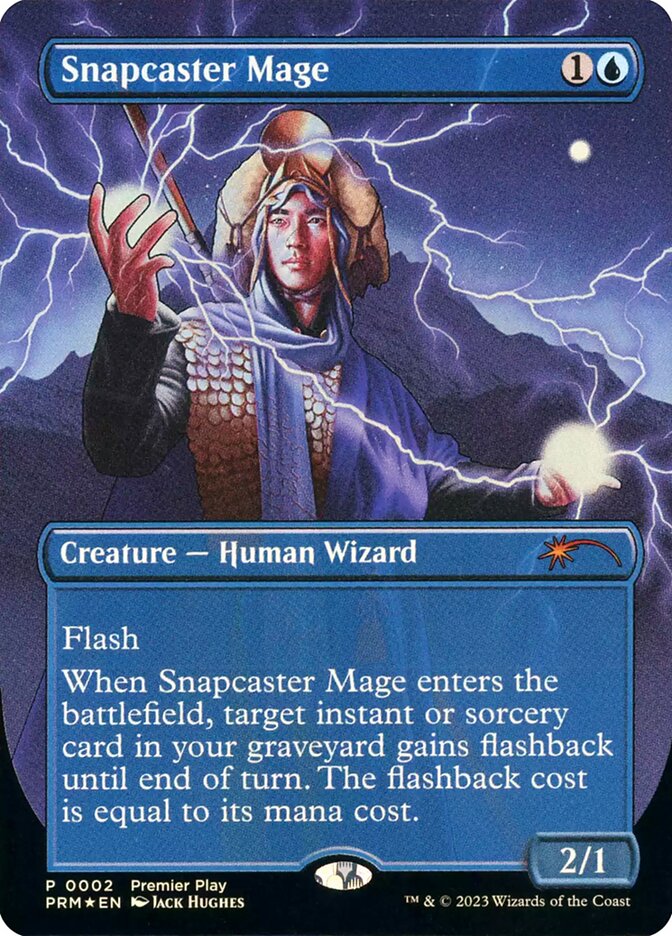 Snapcaster Mage 1
Creature — Human Wizard
Flash
When Snapcaster Mage enters the
battlefield, target instant or sorcery
card in your graveyard gains flashback
until end of turn. The flashback cost
is equal to its mana cost.
2/1
P 0002 Premier Play
PRM★EN Jack Hughes
™ & © 2023 Wizards of the Coast